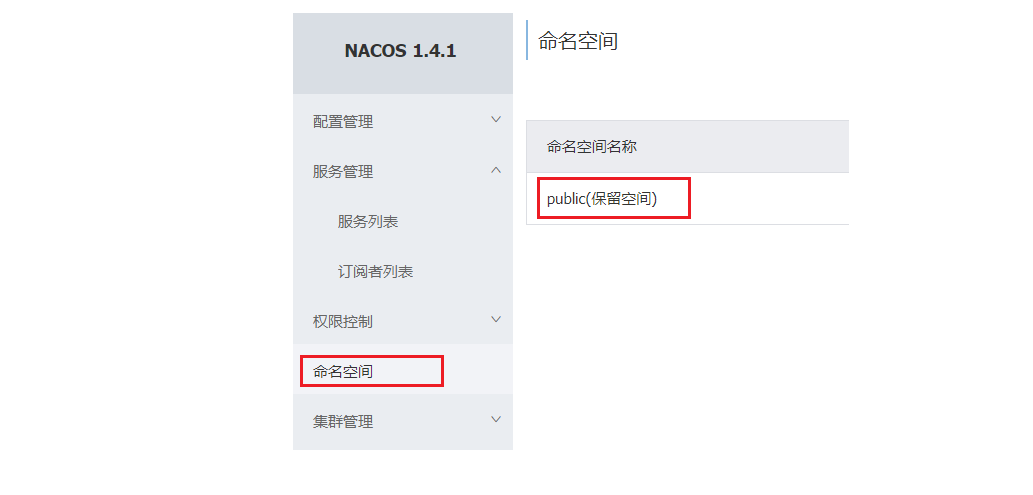 NACOS 1.4.1
配置管理
服务管理
服务列表
订阅者列表
权限控制
命名空间
集群管理
命名空间
命名空间名称
public(保留空间)